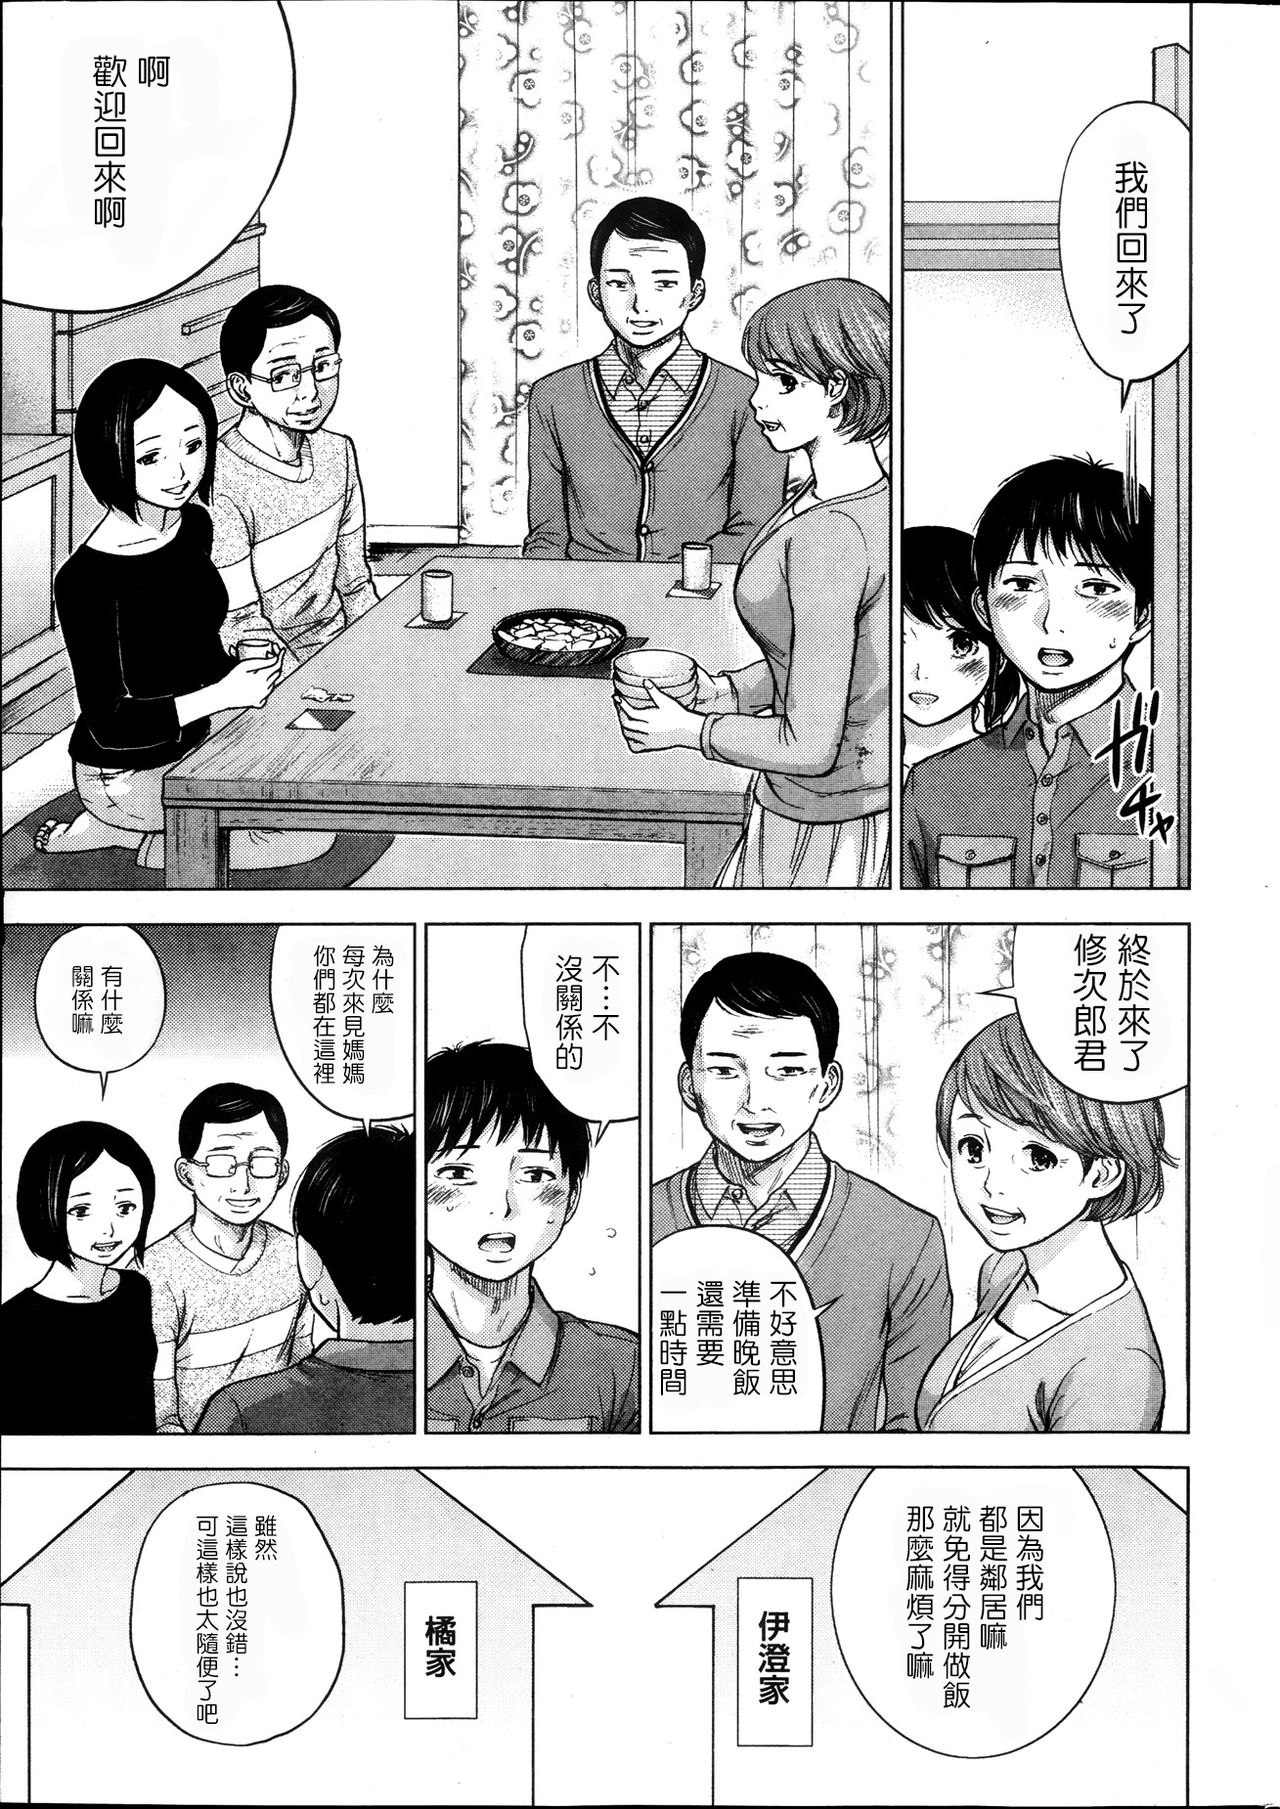 我們回來了
ガチャ
啊
歡迎回來啊
終於來了
修次郎君
不好意思
準備晚飯
還需要
一點時間
不…不
沒關係的
為什麼
每次來見媽媽
你們都在這裡
有什麼
關係嘛
因為我們
都是鄰居嘛
就免得分開做飯
那麼麻煩了嘛
伊澄家
橘家
雖然
這樣說也沒錯…
可這樣也太隨便了吧